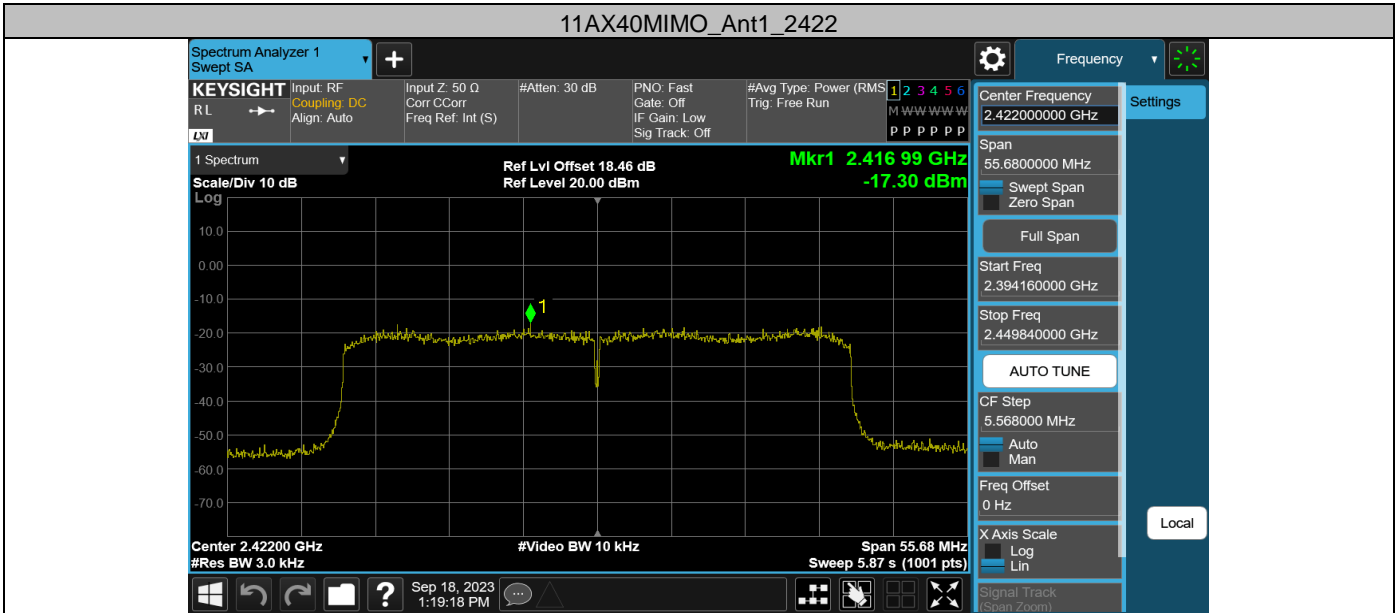 11AX40MIMO_Ant1_2422
Spectrum Analyzer 1
Swept SA
+
Frequency
KEYSIGHT
RL
LXI
Input: RF
Coupling: DC
Align: Auto
Input Z: 50 Ω
Corr CCorr
Freq Ref: Int (S)
#Atten: 30 dB
PNO: Fast
Gate: Off
IF Gain: Low
Sig Track: Off
#Avg Type: Power (RMS
Trig: Free Run
1 2 3 4 5 6
M W W W W W
P P P P P P
1 Spectrum
Scale/Div 10 dB
Log
Ref Lvl Offset 18.46 dB
Ref Level 20.00 dBm
Mkr1 2.416 99 GHz
-17.30 dBm
10.0
0.00
-10.0
-20.0
-30.0
-40.0
-50.0
-60.0
-70.0
1
Center 2.42200 GHz
#Res BW 3.0 kHz
#Video BW 10 kHz
Span 55.68 MHz
Sweep 5.87 s (1001 pts)
Center Frequency
2.422000000 GHz
Span
55.6800000 MHz
Swept Span
Zero Span
Full Span
Start Freq
2.394160000 GHz
Stop Freq
2.449840000 GHz
AUTO TUNE
CF Step
5.568000 MHz
Auto
Man
Freq Offset
0 Hz
X Axis Scale
Log
Lin
Signal Track
(Span Zoom)
Settings
Local
?
Sep 18, 2023
1:19:18 PM